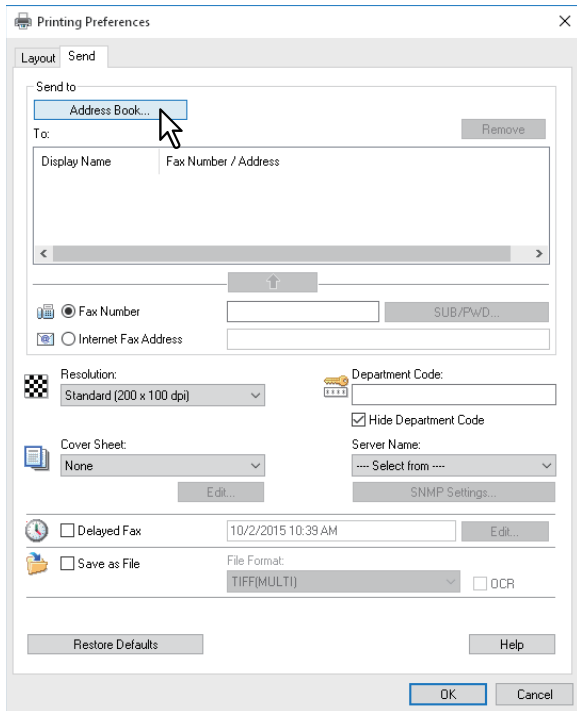 Printing Preferences
Layout Send
Send to
Address Book...
To:
Remove
Display Name Fax Number / Address
Fax Number
SUB/PWD...
Internet Fax Address
Resolution:
Standard (200 x 100 dpi)
Department Code:
Hide Department Code
Cover Sheet:
None
Edit...
Server Name:
---- Select from ----
SNMP Settings...
Delayed Fax 10/2/2015 10:39 AM Edit...
Save as File
File Format:
TIFF(MULTI)
OCR
Restore Defaults Help
OK Cancel